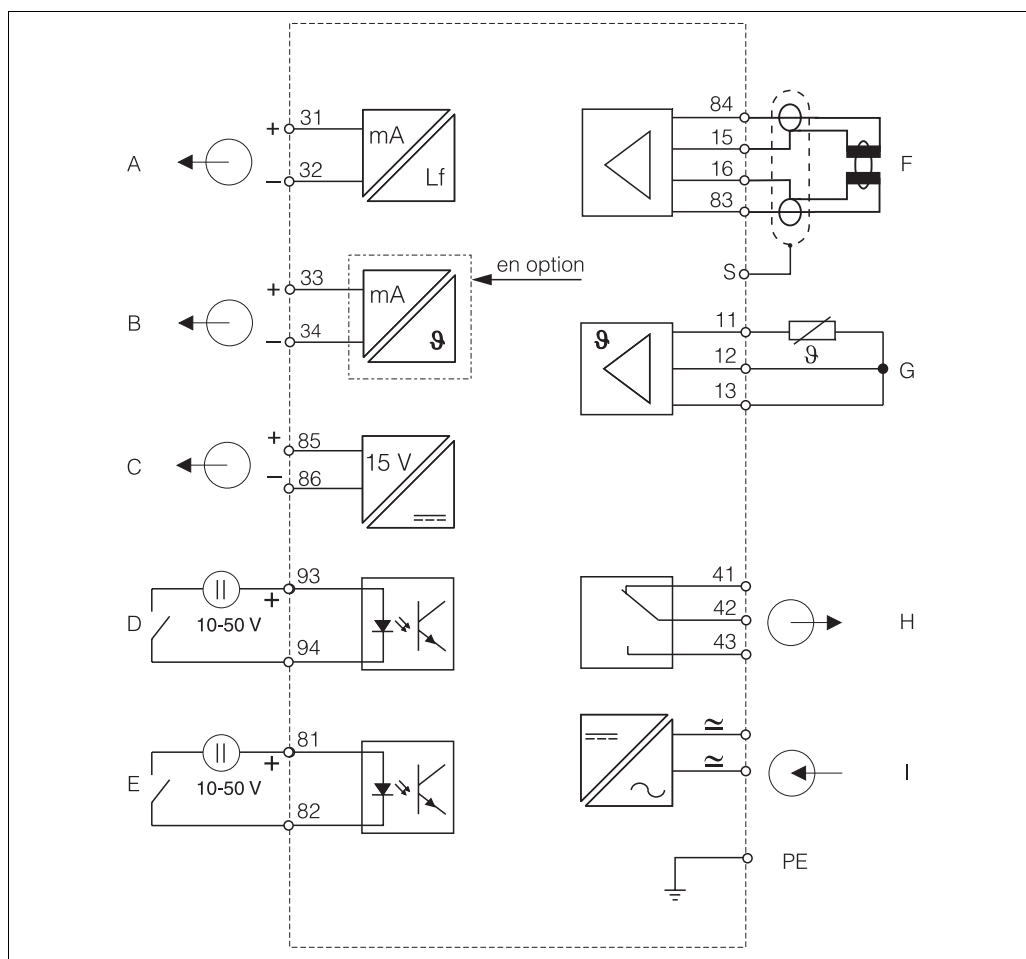 A
+ 31
− 32
mA
Lf
B
+ 33
− 34
mA
ϑ
en option
C
+ 85
− 86
15 V
D
10-50 V
93
+
94
E
10-50 V
81
+
82
84
15
16
83
F
S
ϑ
11
12
13
ϑ
G
41
42
43
H
≃
≃
I
PE